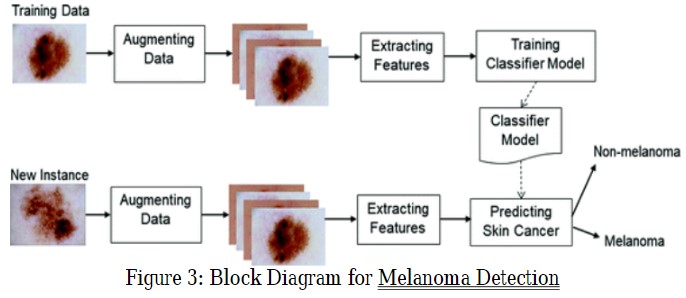 Training Data
Augmenting
Data
Extracting
Features
Training
Classifier Model
Classifier
Model
New Instance
Augmenting
Data
Extracting
Features
Predicting
Skin Cancer
Non-melanoma
Melanoma
Figure 3: Block Diagram for Melanoma Detection